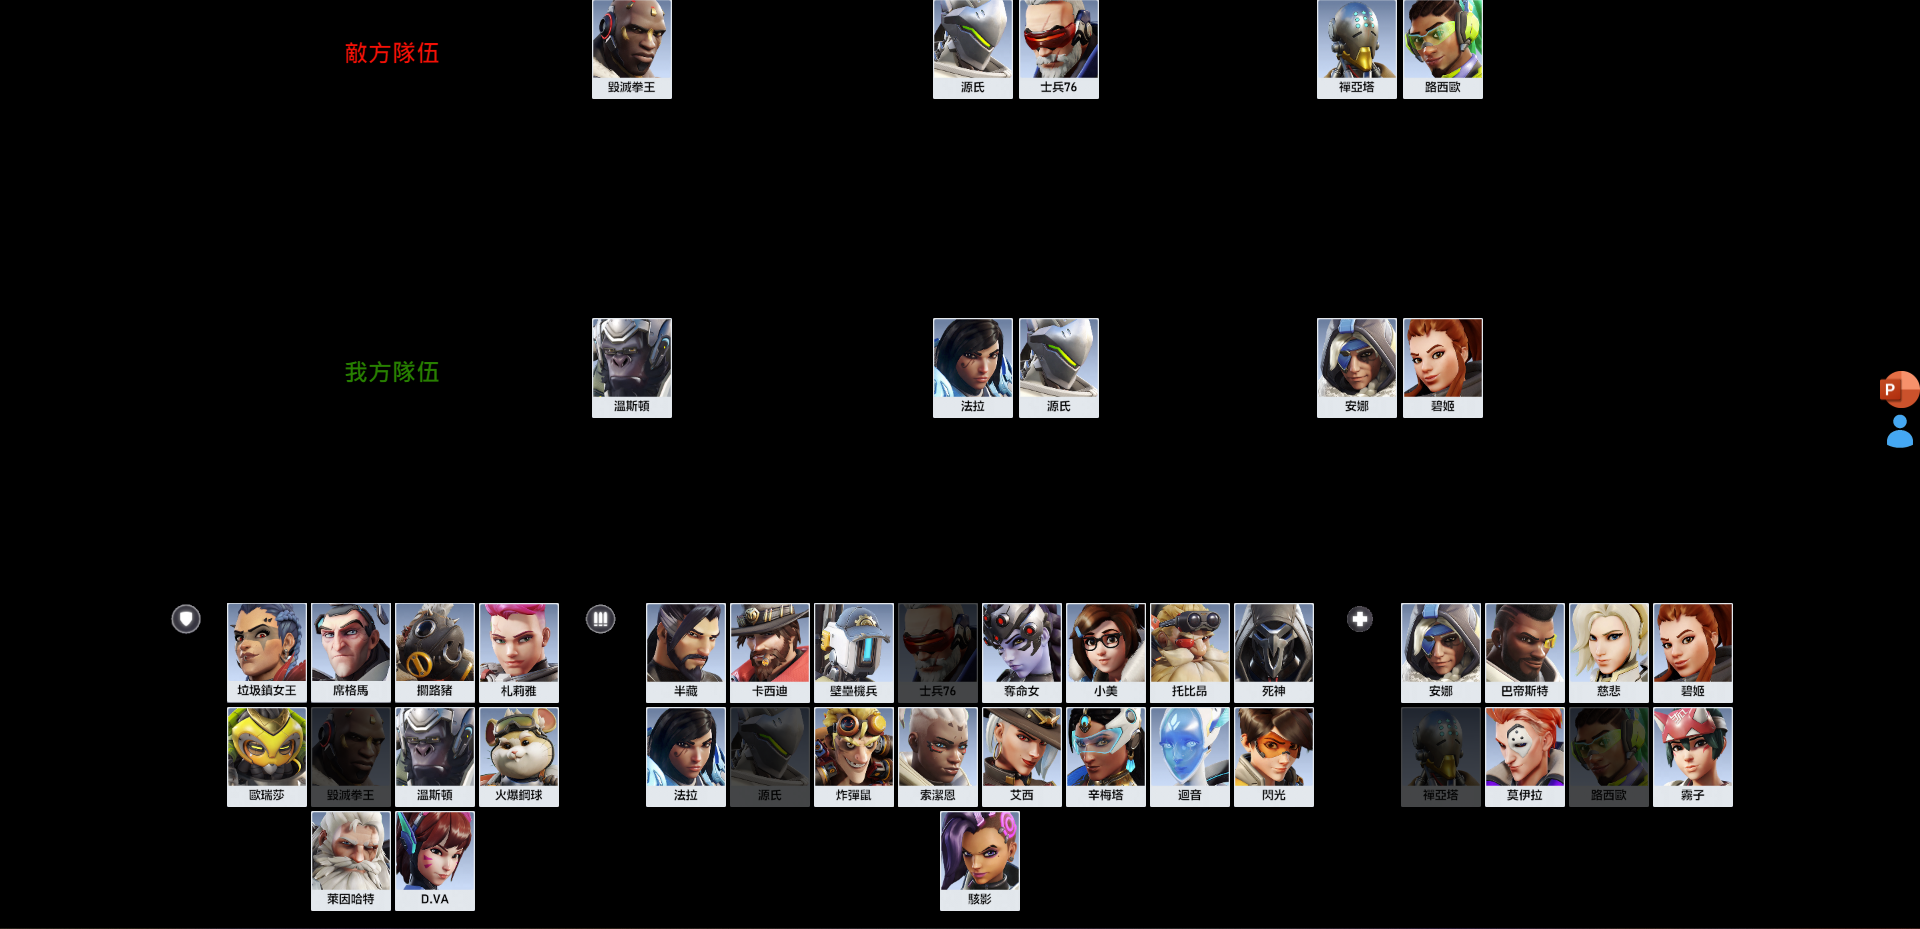 敵方隊伍
毀滅拳王
源氏
士兵76
禪亞塔
路西歐
我方隊伍
溫斯頓
法拉
源氏
安娜
碧姬
P
垃圾鎮女王
席格馬
攔路豬
札莉雅
半藏
卡西迪
壁壘機兵
士兵76
奪命女
小美
托比昂
死神
安娜
巴帝斯特
慈悲
碧姬
歐瑞莎
毀滅拳王
溫斯頓
火爆鋼球
法拉
源氏
炸彈鼠
索潔恩
艾西
辛梅塔
迴音
閃光
禪亞塔
莫伊拉
路西歐
霧子
萊因哈特
D.VA
駭影